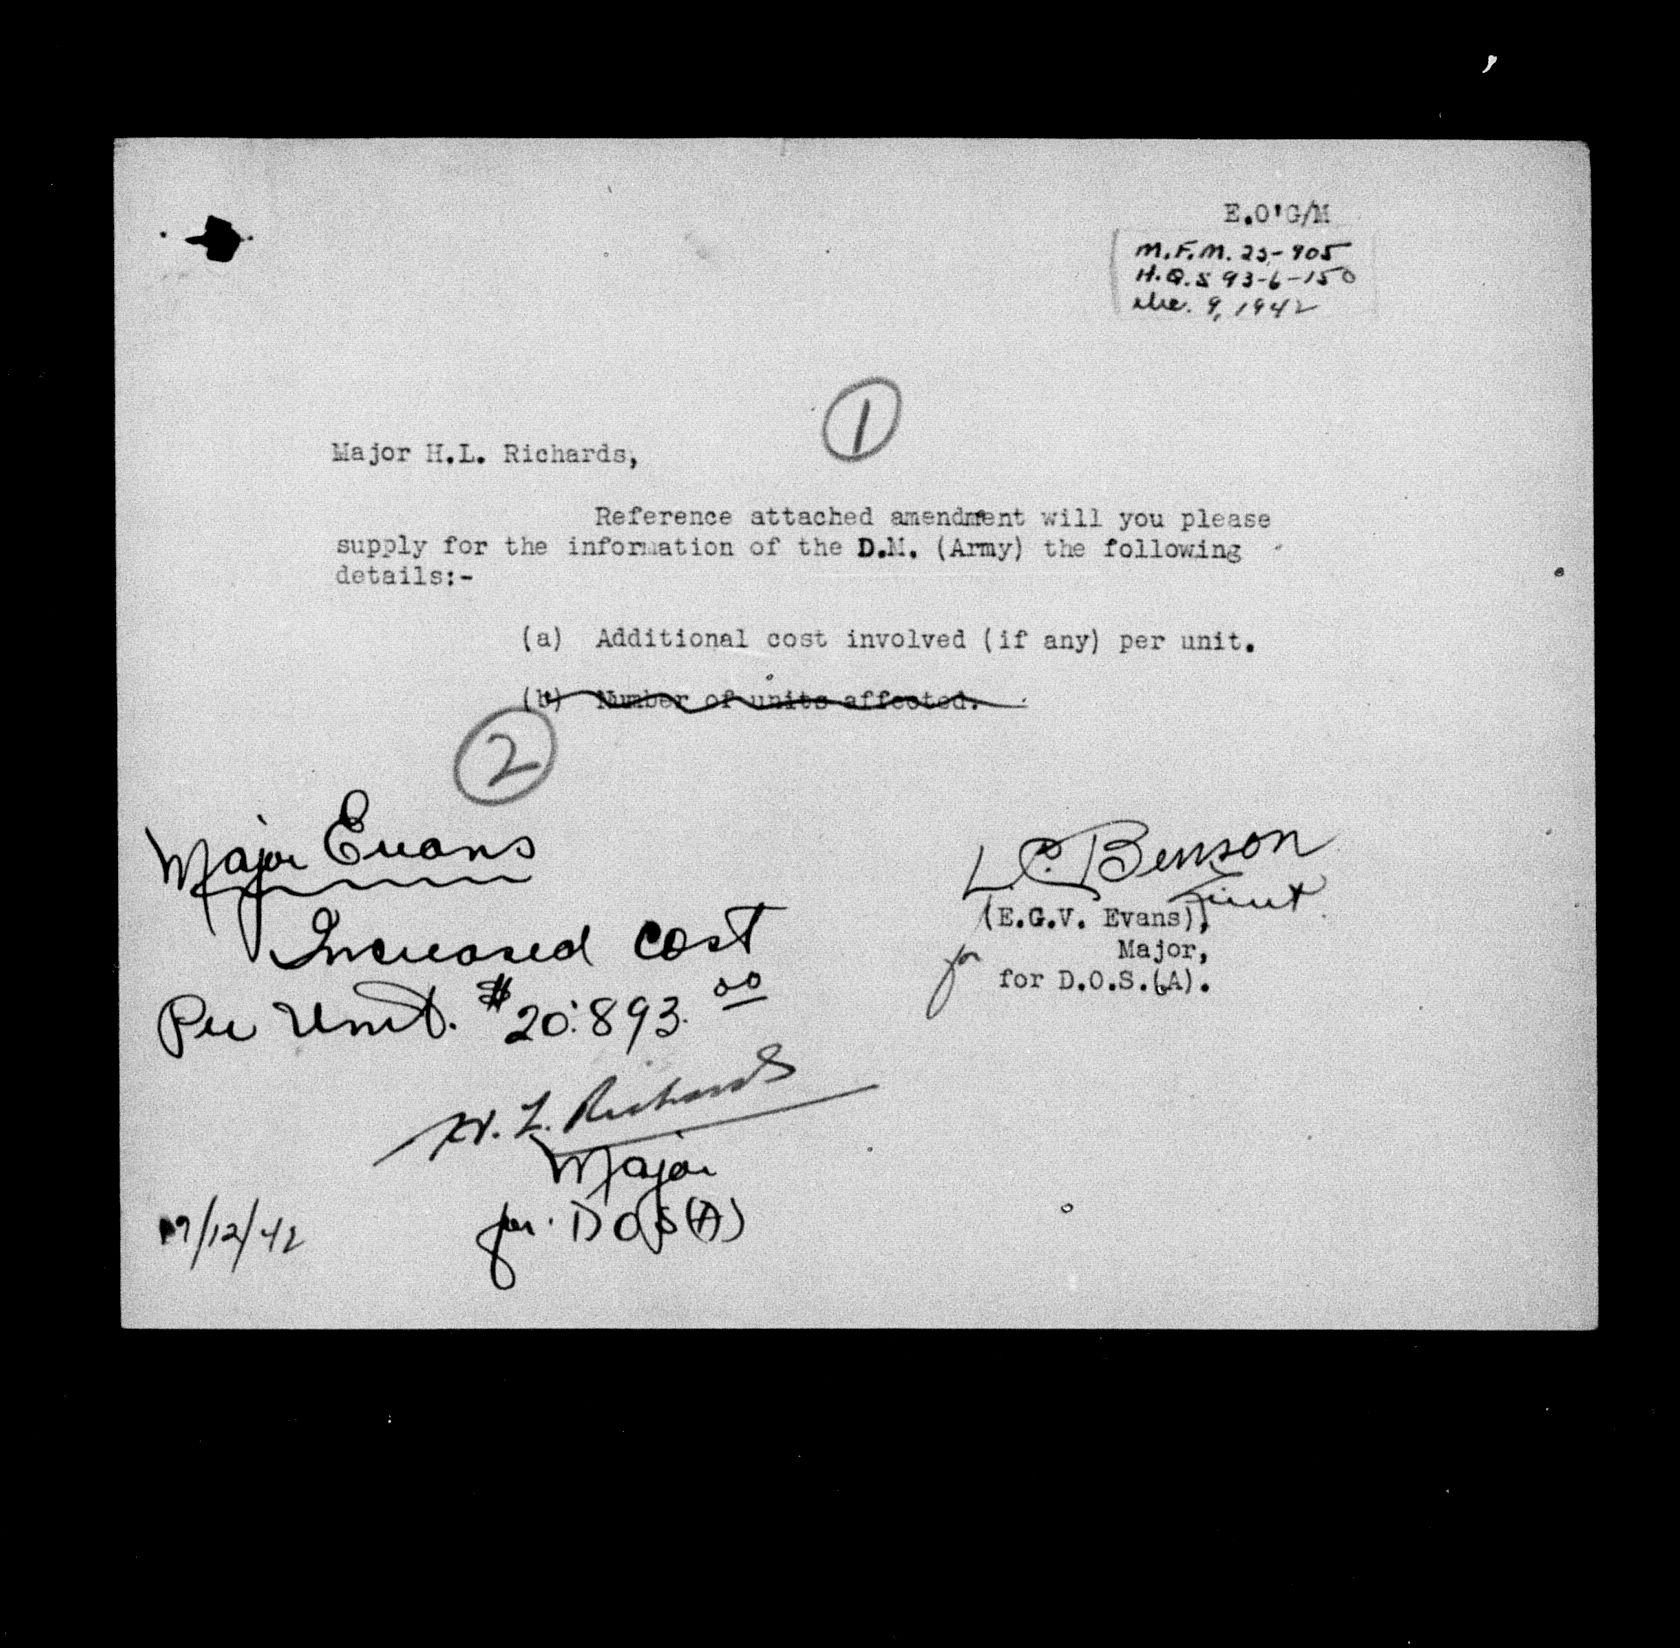 E.O'G/M
M.F.M. 23-905
H.Q.S 93-6-150
Dec. 9, 1942
1
Major H.L. Richards,
Reference attached amendment will you please
supply for the information of the D.M. (Army) the following
details:-
(a) Additional cost involved (if any) per unit.
(b) Number of units affected.
2
Major Evans
Increased cost
Per Unit. $20:893.00
L.C. Benson
Lieut
(E.G.V. Evans),
Major,
for
for D.O.S.(A).
H. L. Richards
Major
for. DOS(A)
9/12/42